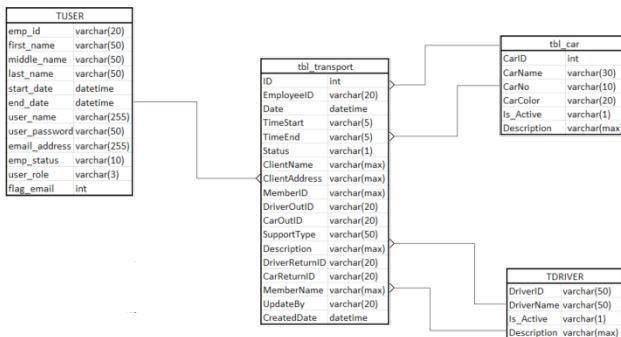 TUSER
emp_id varchar(20)
first_name varchar(50)
middle_name varchar(50)
last_name varchar(50)
start_date datetime
end_date datetime
user_name varchar(255)
user_password varchar(50)
email_address varchar(255)
emp_status varchar(10)
user_role varchar(3)
flag_email int
tbl_transport
ID int
EmployeeID varchar(20)
Date datetime
TimeStart varchar(5)
TimeEnd varchar(5)
Status varchar(1)
ClientName varchar(max)
ClientAddress varchar(max)
MemberID varchar(max)
DriverOutID varchar(20)
CarOutID varchar(20)
SupportType varchar(50)
Description varchar(max)
DriverReturnID varchar(20)
CarReturnID varchar(20)
MemberName varchar(max)
UpdateBy varchar(20)
CreatedDate datetime
tbl_car
CarID int
CarName varchar(30)
CarNo varchar(10)
CarColor varchar(20)
Is_Active varchar(1)
Description varchar(max)
TDRIVER
DriverID varchar(50)
DriverName varchar(50)
Is_Active varchar(1)
Description varchar(max)